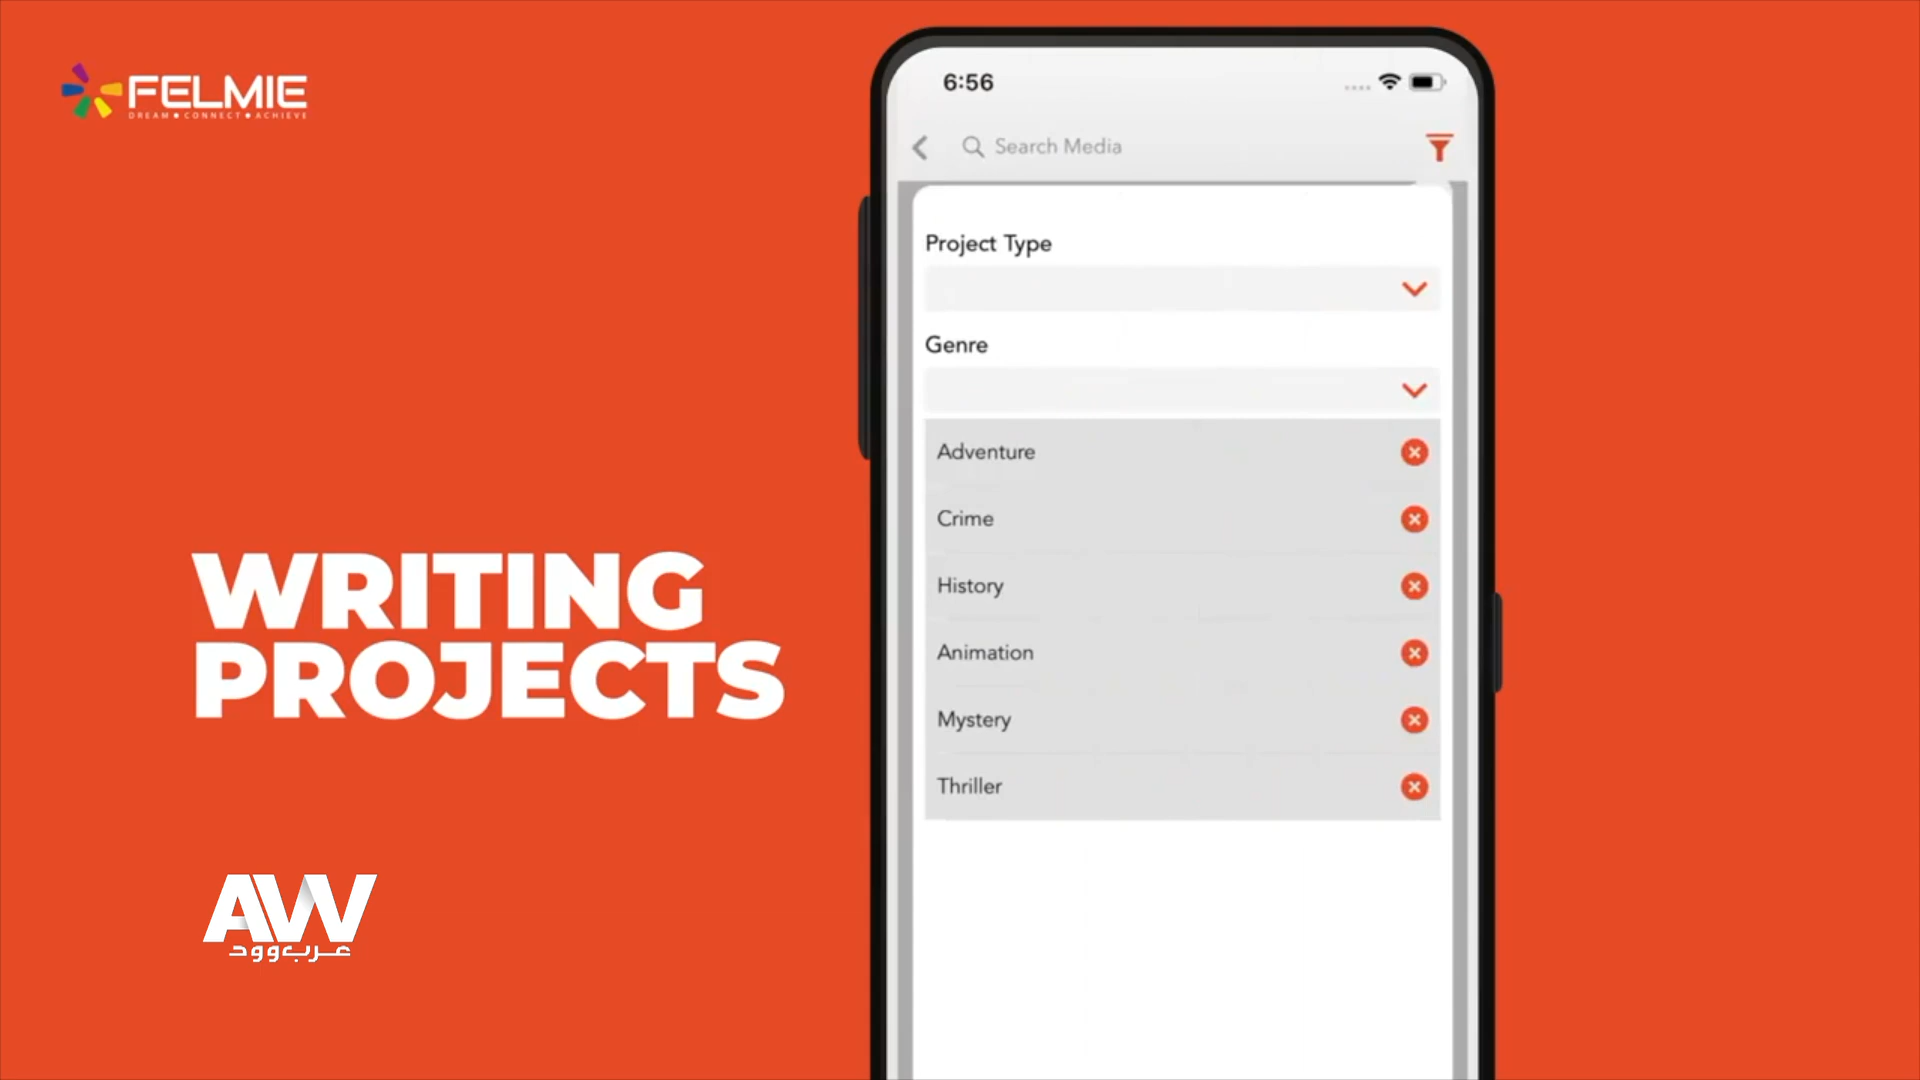 FELMIE
DREAM • CONNECT • ACHIEVE
6:56
Search Media
Project Type
Genre
Adventure
Crime
History
Animation
Mystery
Thriller
WRITING
PROJECTS
AW
عرب وود